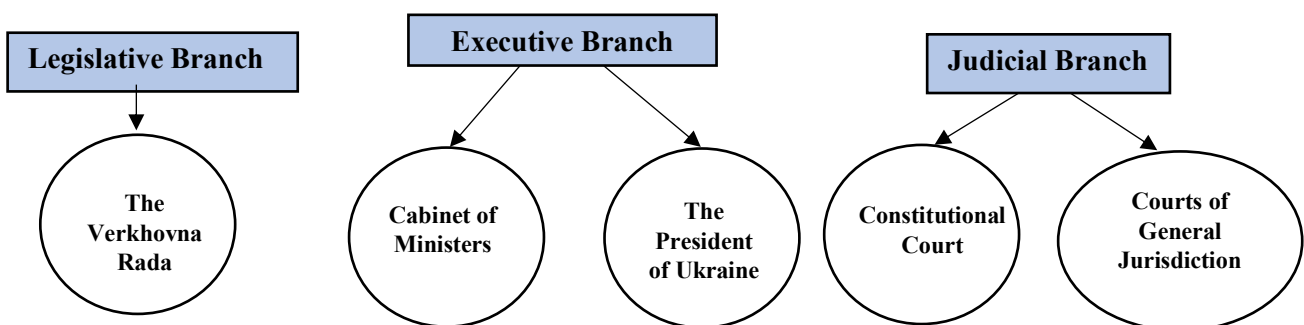 Legislative Branch
Executive Branch
Judicial Branch
The
Verkhovna
Rada
Cabinet of
Ministers
The
President
of Ukraine
Constitutional
Court
Courts of
General
Jurisdiction